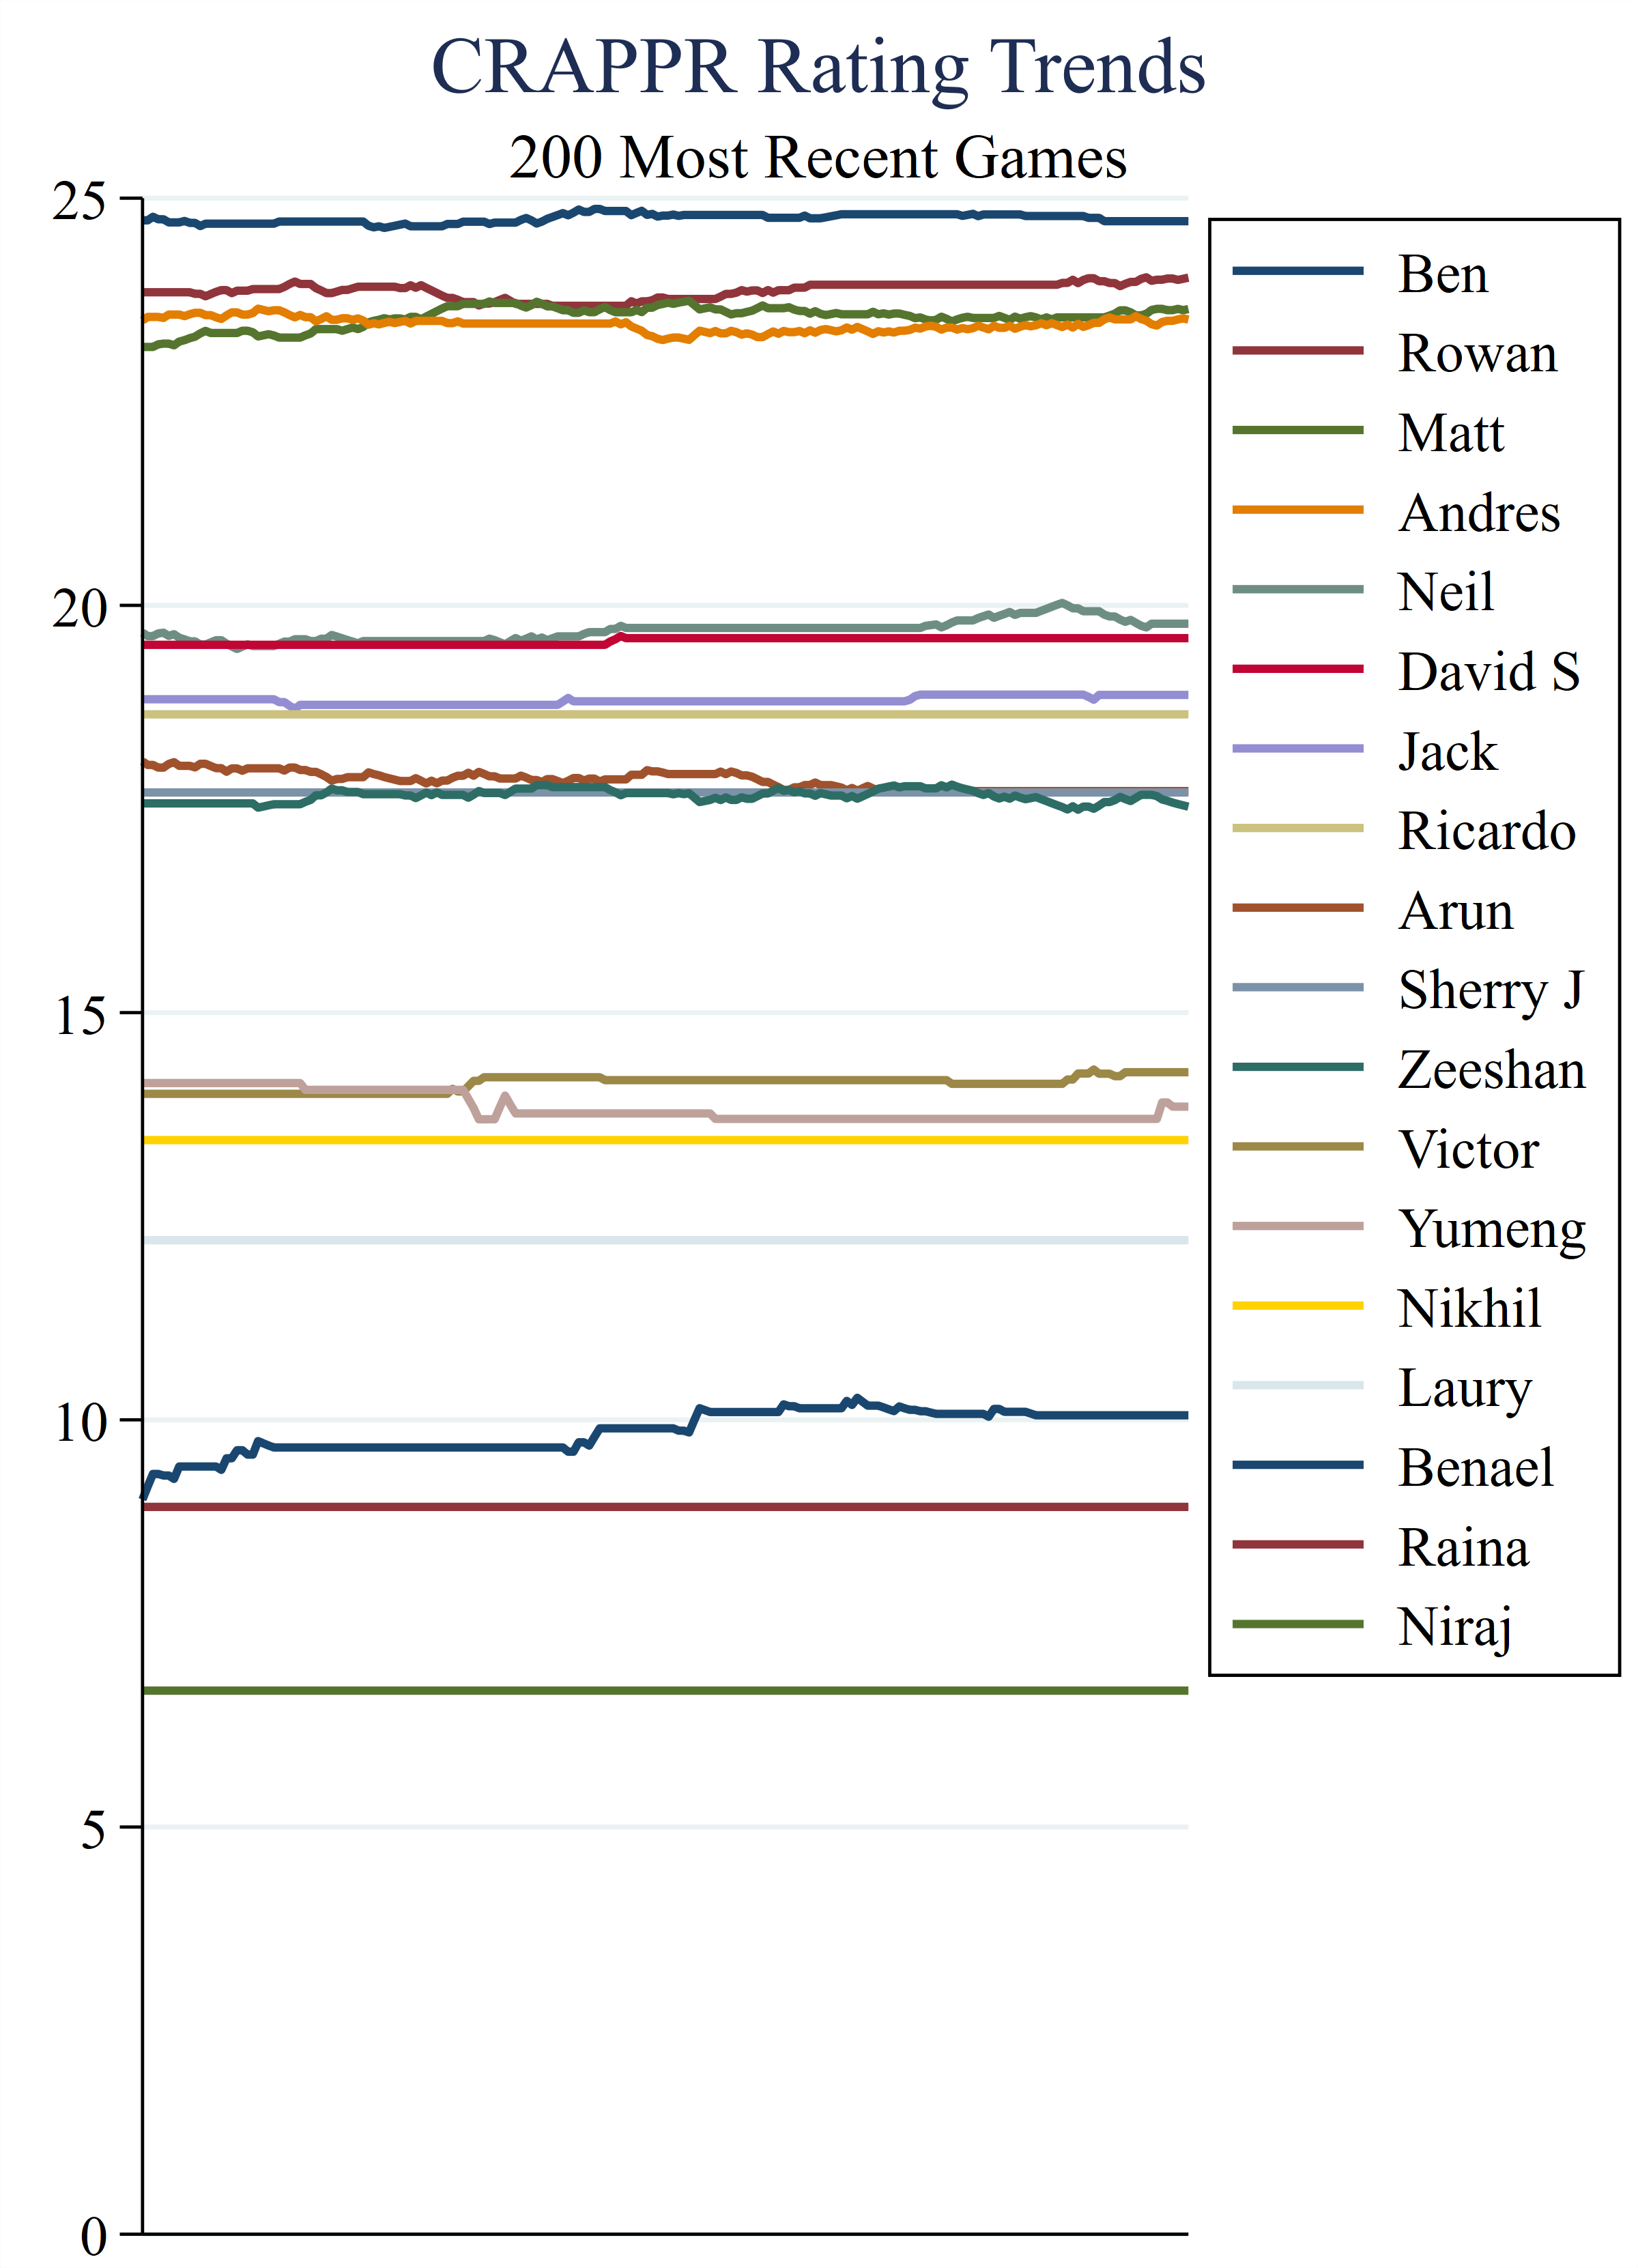 CRAPPR Rating Trends
200 Most Recent Games
25
20
15
10
5
0
Ben
Rowan
Matt
Andres
Neil
David S
Jack
Ricardo
Arun
Sherry J
Zeeshan
Victor
Yumeng
Nikhil
Laury
Benael
Raina
Niraj